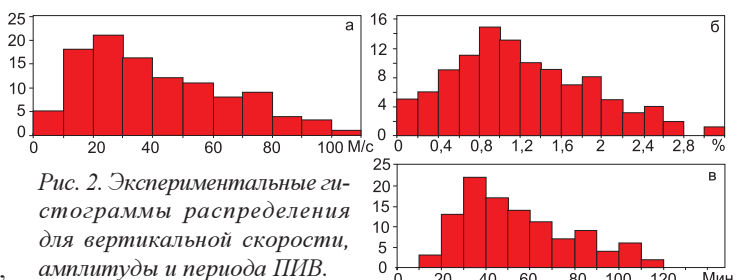 25
20
15
10
5
0
а
0 20 40 60 80 100 М/с
16
12
8
4
0
б
0 0,4 0,8 1,2 1,6 2 2,4 2,8 %
Рис. 2. Экспериментальные ги-
стограммы распределения
для вертикальной скорости,
амплитуды и периода ПИВ.
,
25
20
15
10
5
0
в
0 20 40 60 80 100 120 Мин